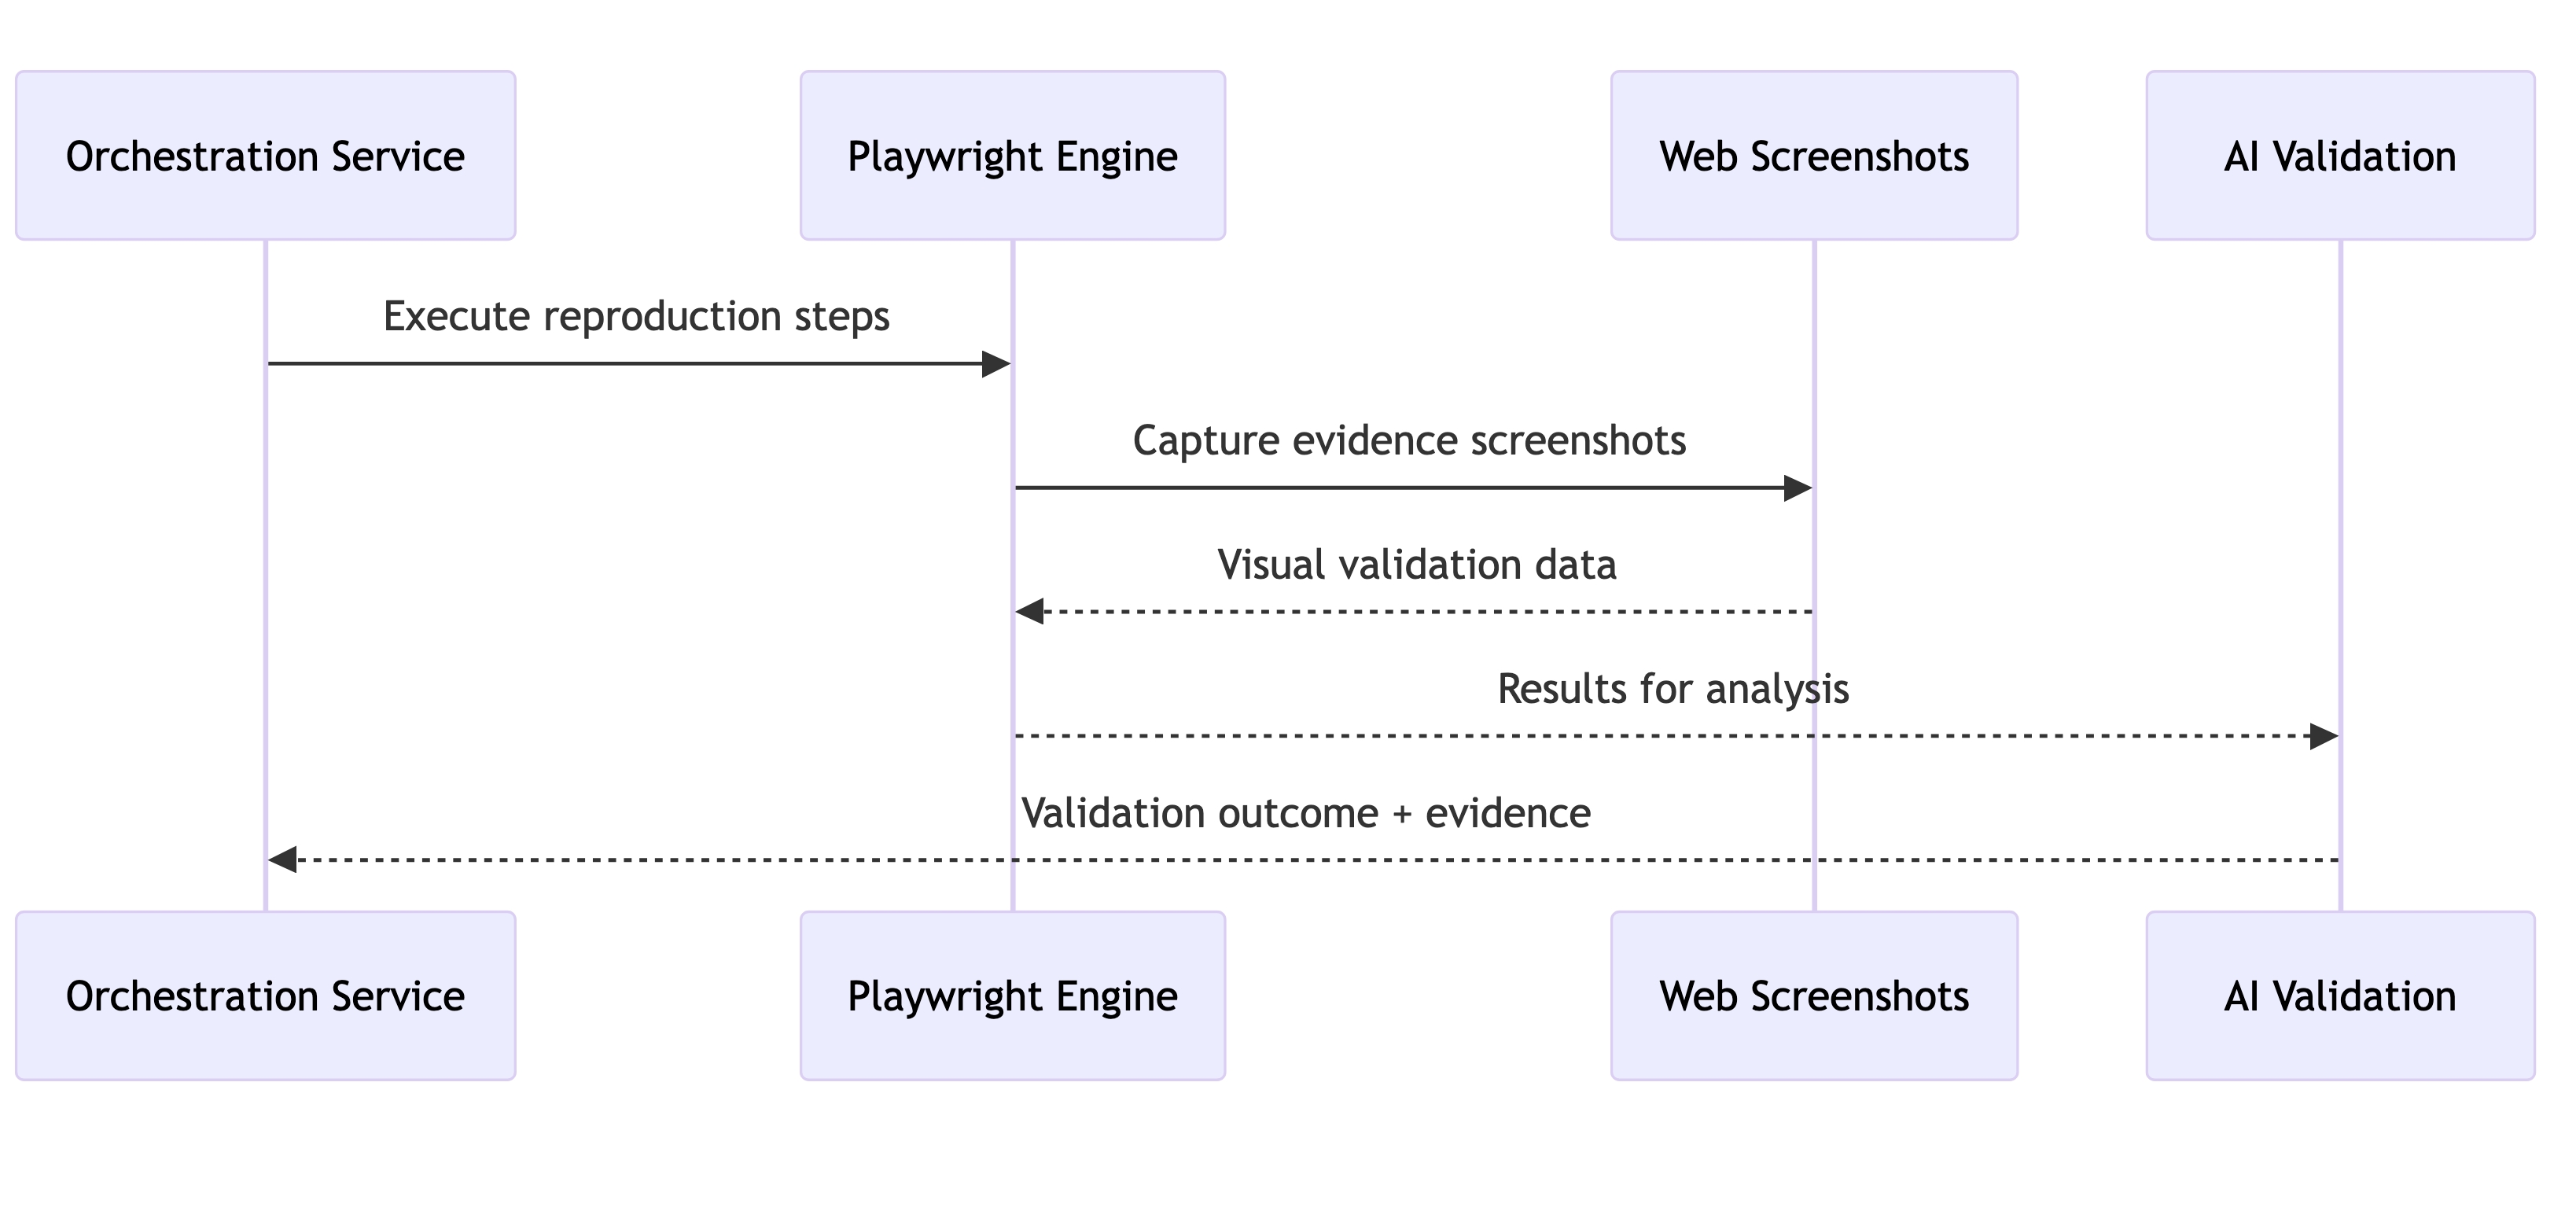 Orchestration Service
Playwright Engine
Web Screenshots
AI Validation
Execute reproduction steps
Capture evidence screenshots
Visual validation data
Results for analysis
Validation outcome + evidence
Orchestration Service
Playwright Engine
Web Screenshots
AI Validation